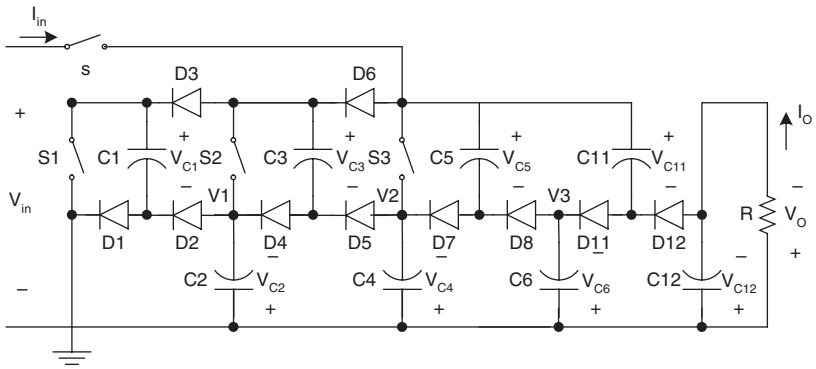 I_in
s
D3 D6
I_O
+ + + + +
S1 C1 V_C1 S2 C3 V_C3 S3 C5 V_C5 C11 V_C11
– – – – –
V1 V2 V3
V_in R V_O
D1 D2 D4 D5 D7 D8 D11 D12 +
– – – –
C2 V_C2 C4 V_C4 C6 V_C6 C12 V_C12
– + + + +